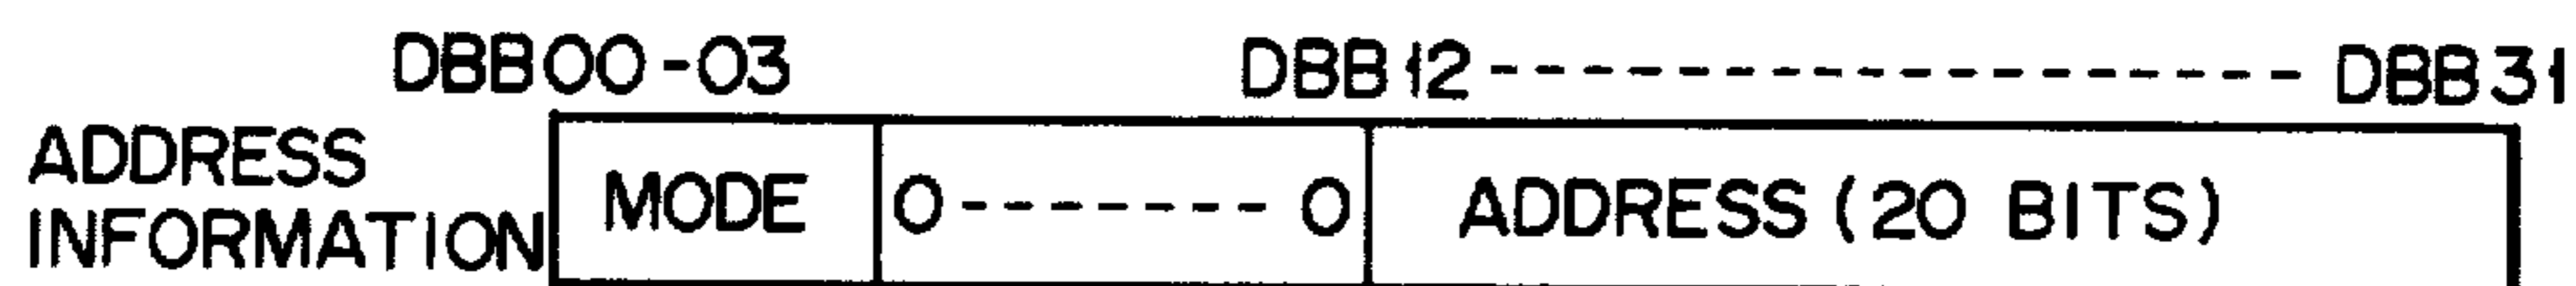 DBB00-03 DBB12------------------DBB31
ADDRESS
INFORMATION
MODE 0-------0 ADDRESS (20 BITS)